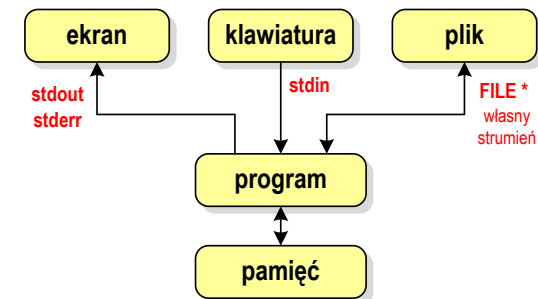 ekran
klawiatura
plik
stdout
stderr
stdin
FILE *
własny
strumień
program
pamięć